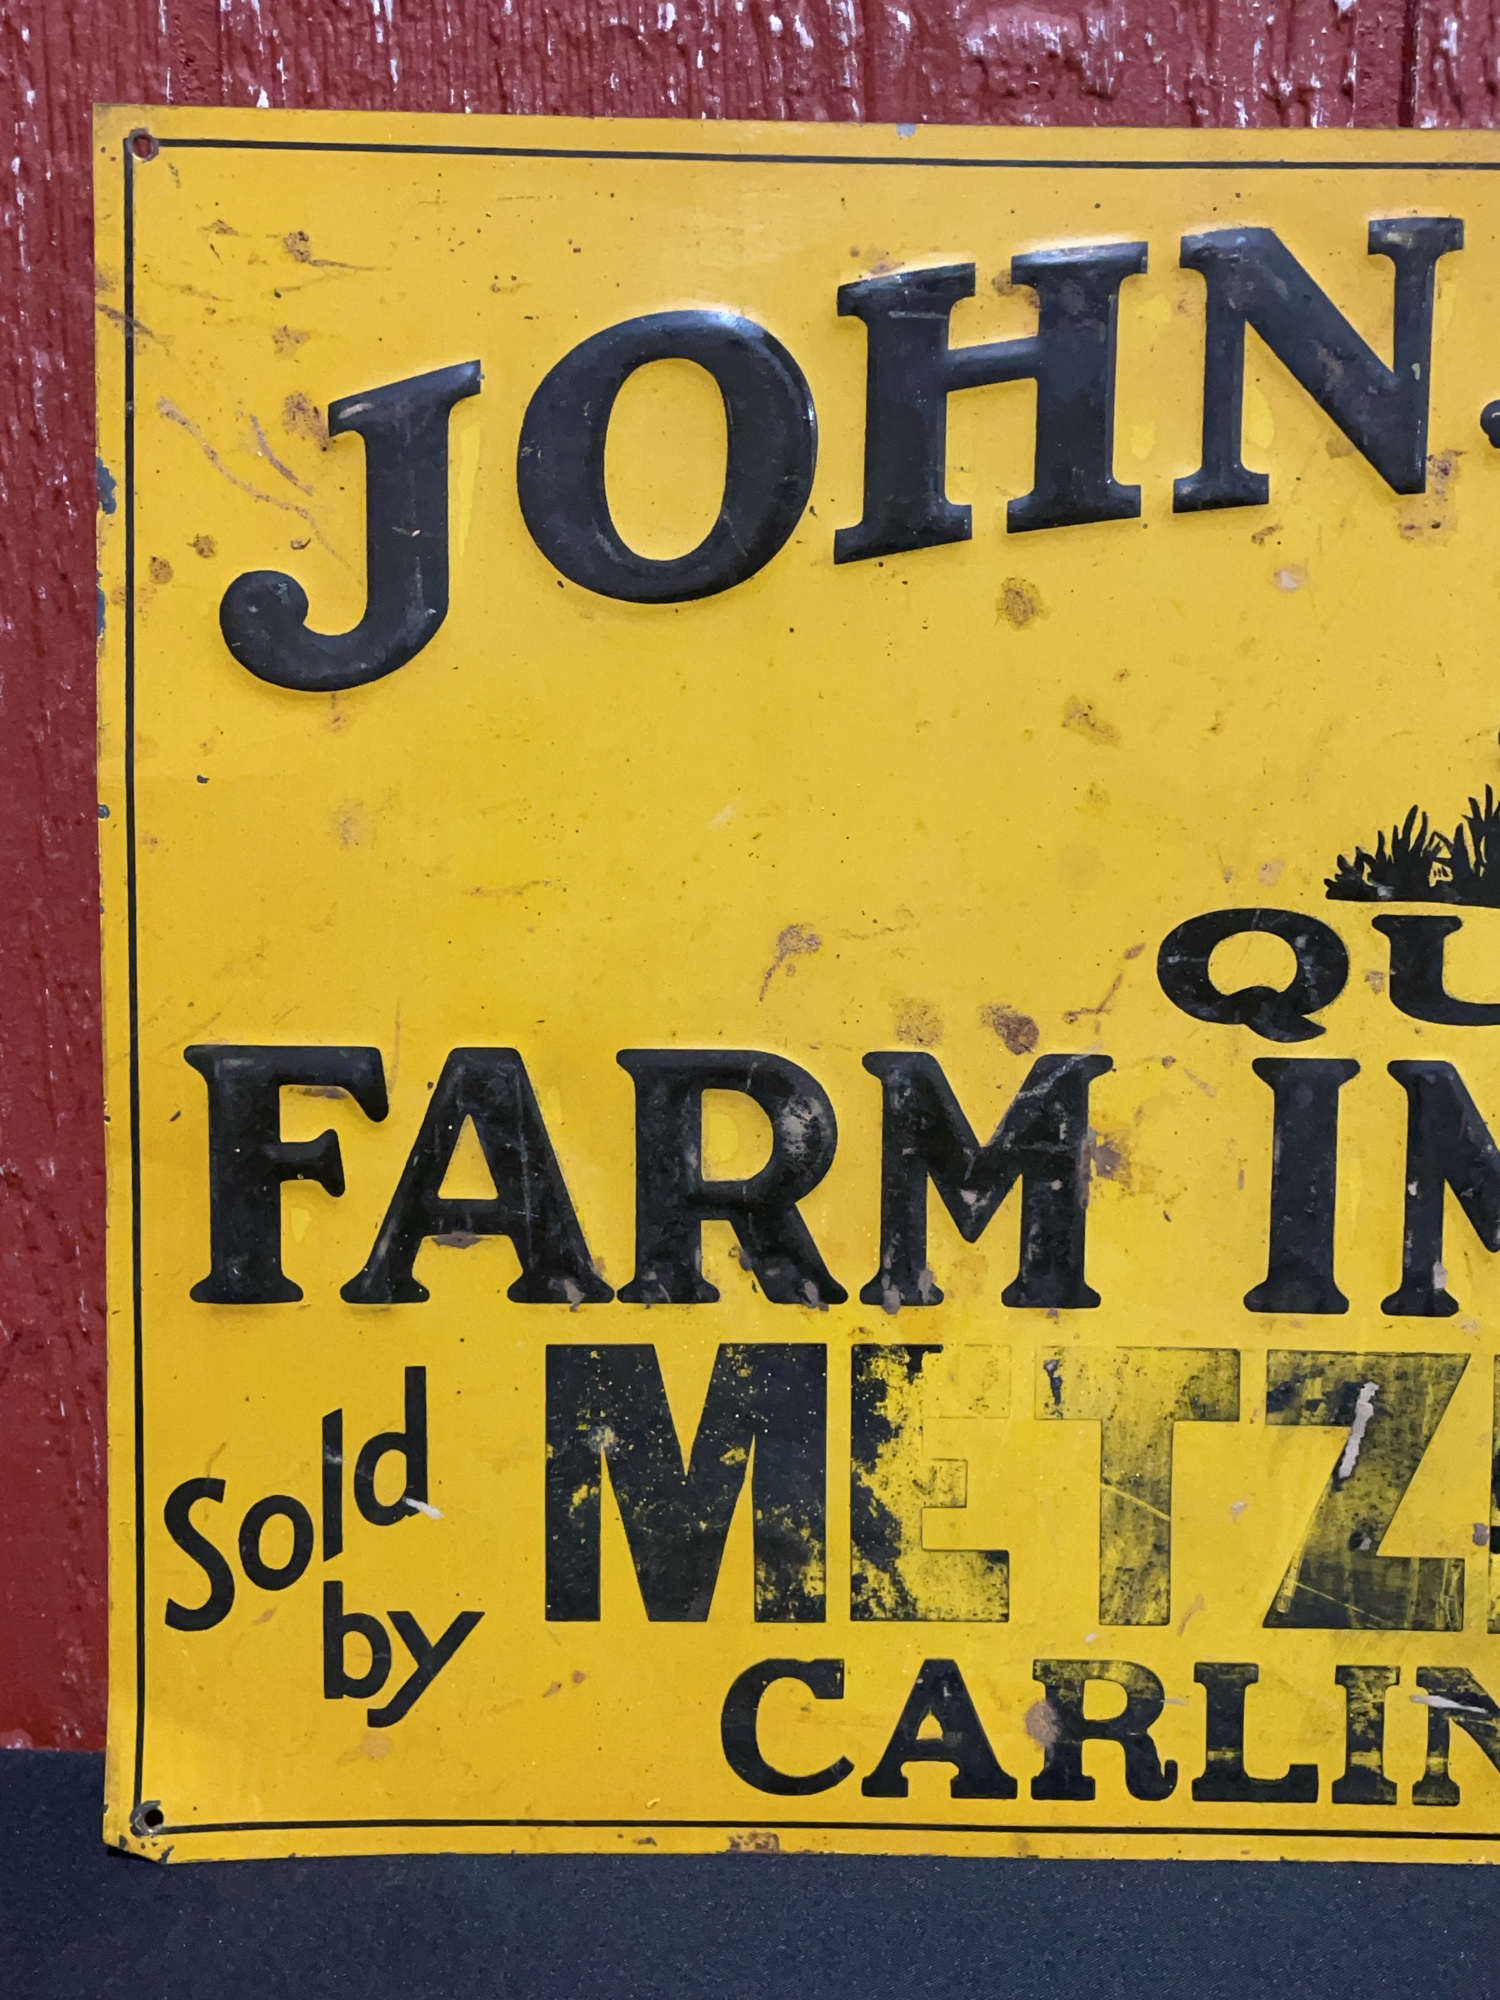 JOHN.
QU
FARM IM
Sold by METZ
CARLIN